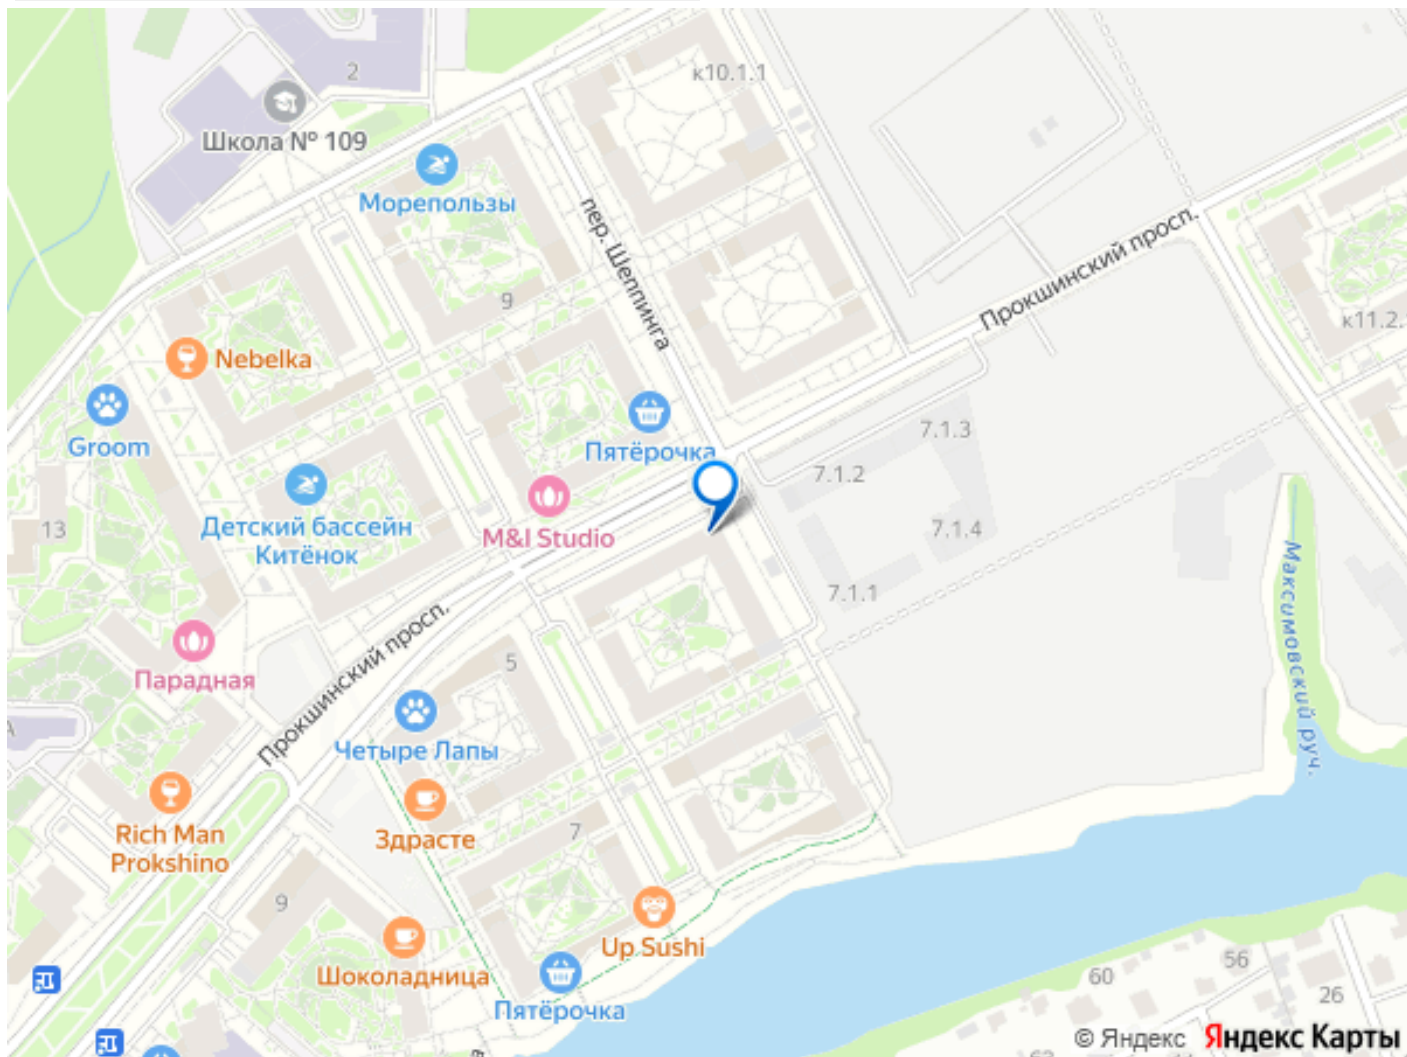 2
к10.1.1
Школа № 109
Морепользы
пер. Шеппинга
Прокшинский просп.
9
к11.2.
Nebelka
Groom
Пятёрочка
7.1.3
7.1.2
M&I Studio
Детский бассейн
Китёнок
13
7.1.4
7.1.1
Максимовский руч.
Прокшинский просп.
5
Парадная
Четыре Лапы
Rich Man
Prokshino
Здрасте
7
9
Up Sushi
Шоколадница
Пятёрочка
60
56
26
© Яндекс Яндекс Карты